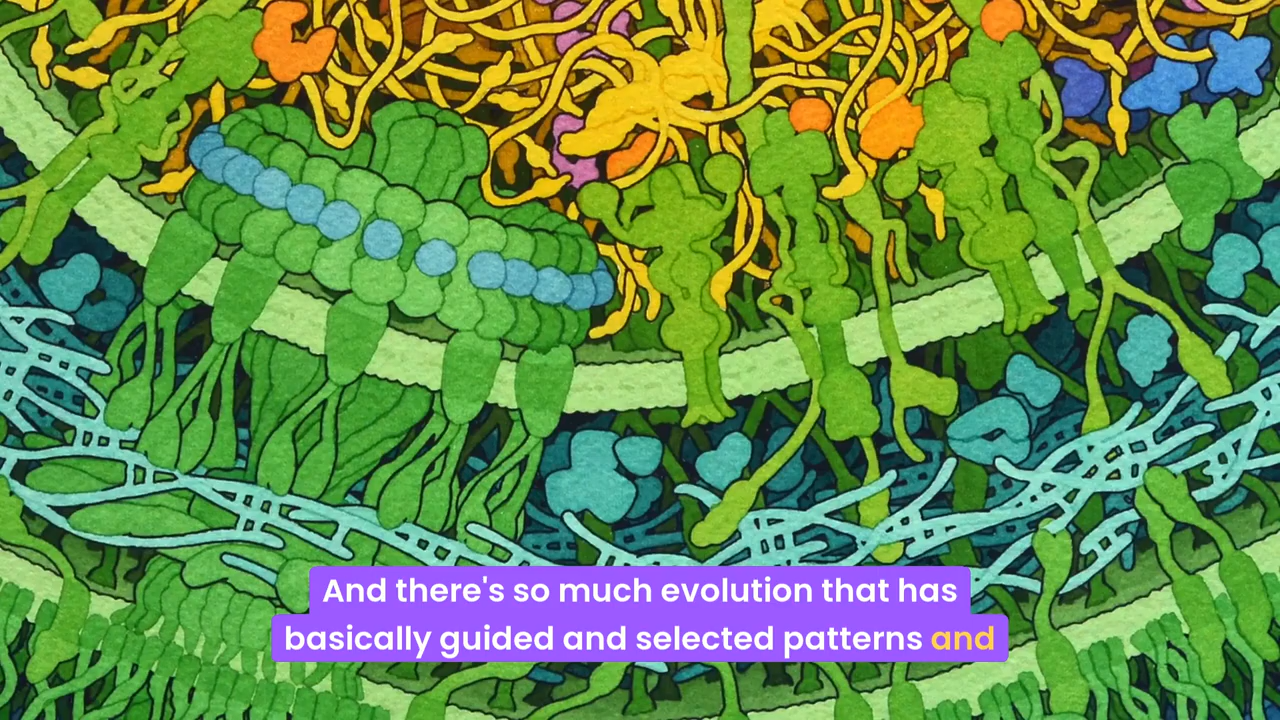 And there's so much evolution that has
basically guided and selected patterns and